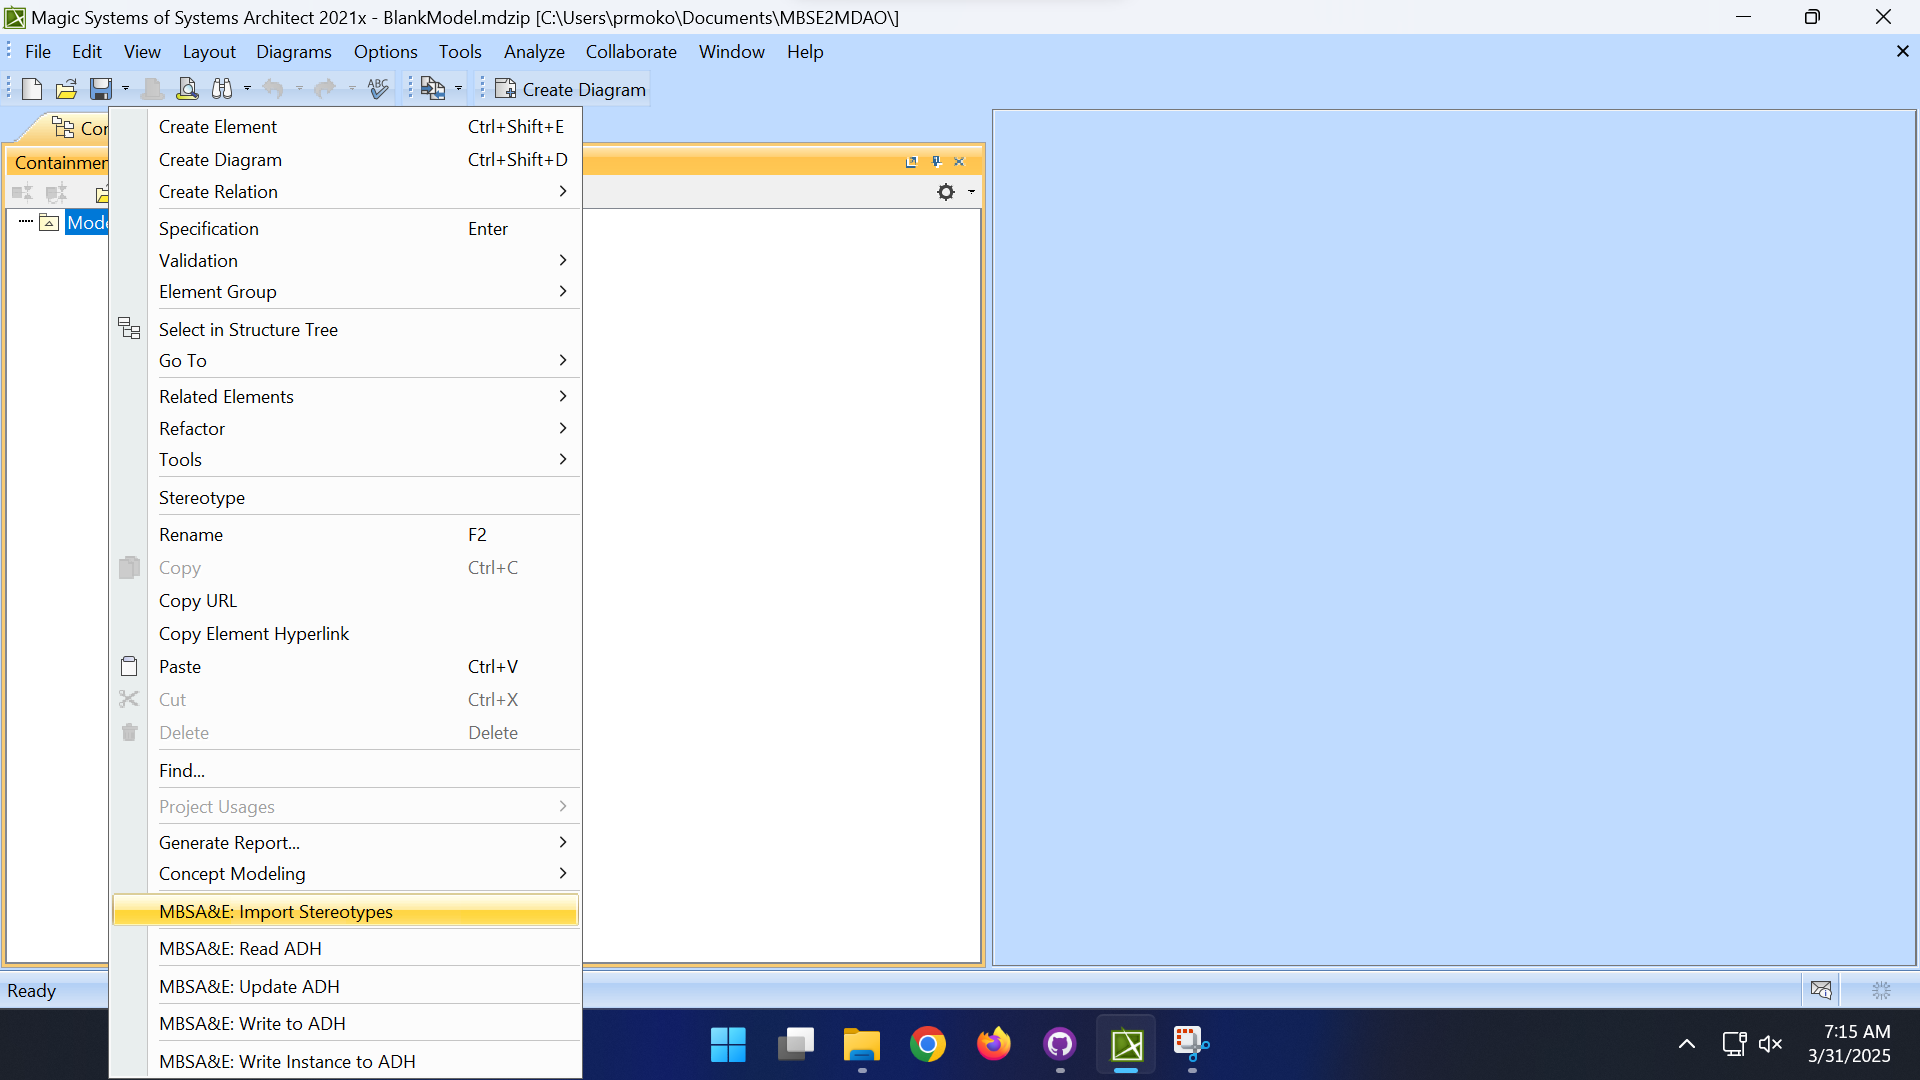 Magic Systems of Systems Architect 2021x - BlankModel.mdzip [C:\Users\prmoko\Documents\MBSE2MDAO\]
File Edit View Layout Diagrams Options Tools Analyze Collaborate Window Help
ABC
Create Diagram
Create Element Ctrl+Shift+E
Create Diagram Ctrl+Shift+D
Create Relation
Specification Enter
Validation
Element Group
Select in Structure Tree
Go To
Related Elements
Refactor
Tools
Stereotype
Rename F2
Copy Ctrl+C
Copy URL
Copy Element Hyperlink
Paste Ctrl+V
Cut Ctrl+X
Delete Delete
Find...
Project Usages
Generate Report...
Concept Modeling
MBSA&E: Import Stereotypes
MBSA&E: Read ADH
MBSA&E: Update ADH
MBSA&E: Write to ADH
MBSA&E: Write Instance to ADH
Ready
7:15 AM
3/31/2025